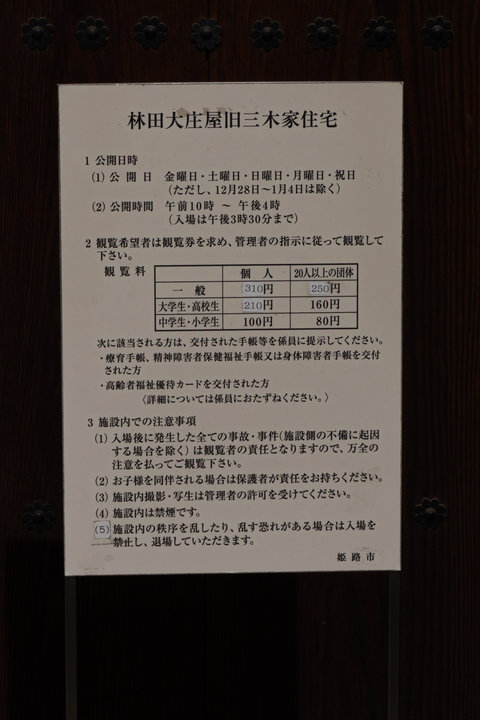 林田大庄屋旧三木家住宅
1 公開日時
(1) 公開日 金曜日・土曜日・日曜日・月曜日・祝日
(ただし、12月28日〜1月4日は除く)
(2) 公開時間 午前10時 〜 午後4時
(入場は午後3時30分まで)
2 観覧希望者は観覧券を求め、管理者の指示に従って観覧して
下さい。
観覧料
個人 20人以上の団体
一般 310円 250円
大学生・高校生 210円 160円
中学生・小学生 100円 80円
次に該当される方は、交付された手帳等を係員に提示してください。
・療育手帳、精神障害者保健福祉手帳又は身体障害者手帳を交付
された方
・高齢者福祉優待カードを交付された方
〈詳細については係員におたずねください。〉
3 施設内での注意事項
(1) 入場後に発生した全ての事故・事件(施設側の不備に起因
する場合を除く)は観覧者の責任となりますので、万全の
注意を払ってご観覧下さい。
(2) お子様を同伴される場合は保護者が責任をお持ちください。
(3) 施設内撮影・写生は管理者の許可を受けてください。
(4) 施設内は禁煙です。
(5) 施設内の秩序を乱したり、乱す恐れがある場合は入場を
禁止し、退場していただきます。
姫路市